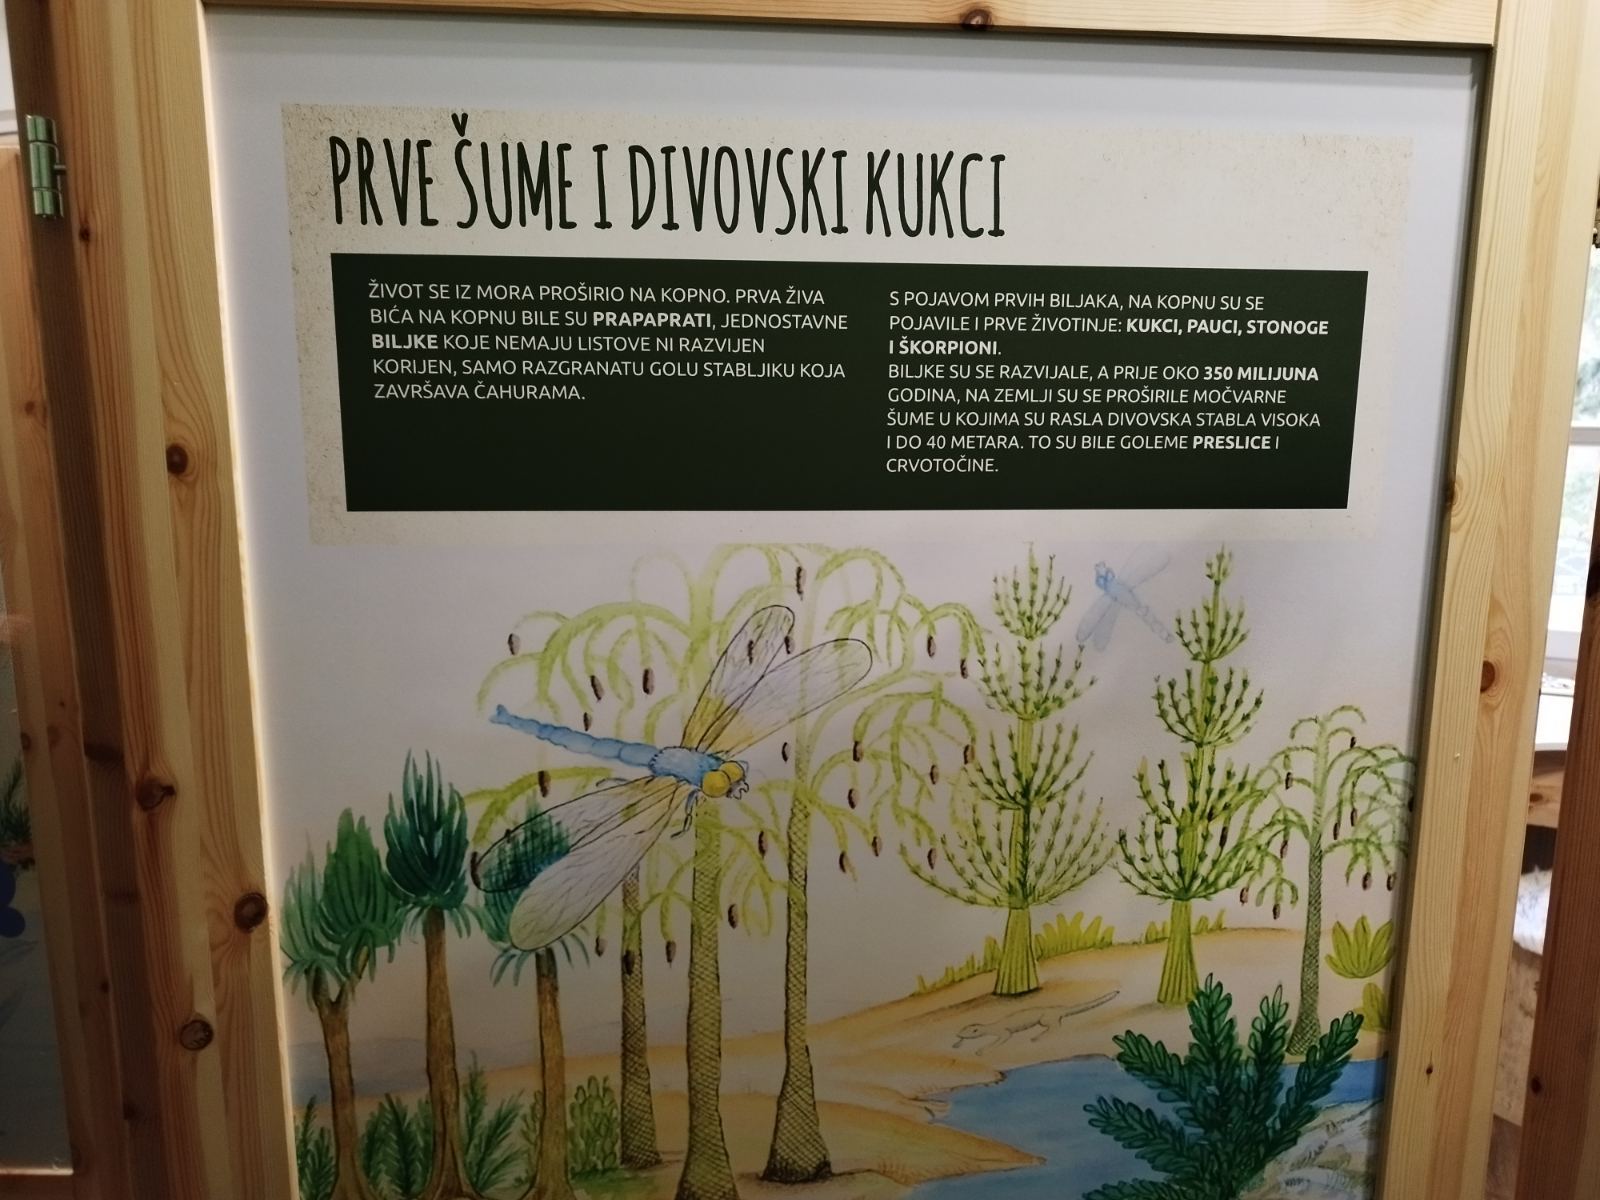 PRVE ŠUME I DIVOVSKI KUKCI
ŽIVOT SE IZ MORA PROŠIRIO NA KOPNO. PRVA ŽIVA
BIĆA NA KOPNU BILE SU PRAPAPRATI, JEDNOSTAVNE
BILJKE KOJE NEMAJU LISTOVE NI RAZVIJEN
KORIJEN, SAMO RAZGRANATU GOLU STABLJIKU KOJA
ZAVRŠAVA ČAHURAMA.
S POJAVOM PRVIH BILJAKA, NA KOPNU SU SE
POJAVILE I PRVE ŽIVOTINJE: KUKCI, PAUCI, STONOGE
I ŠKORPIONI.
BILJKE SU SE RAZVIJALE, A PRIJE OKO 350 MILIJUNA
GODINA, NA ZEMLJI SU SE PROŠIRILE MOČVARNE
ŠUME U KOJIMA SU RASLA DIVOVSKA STABLA VISOKA
I DO 40 METARA. TO SU BILE GOLEME PRESLICE I
CRVOTOČINE.